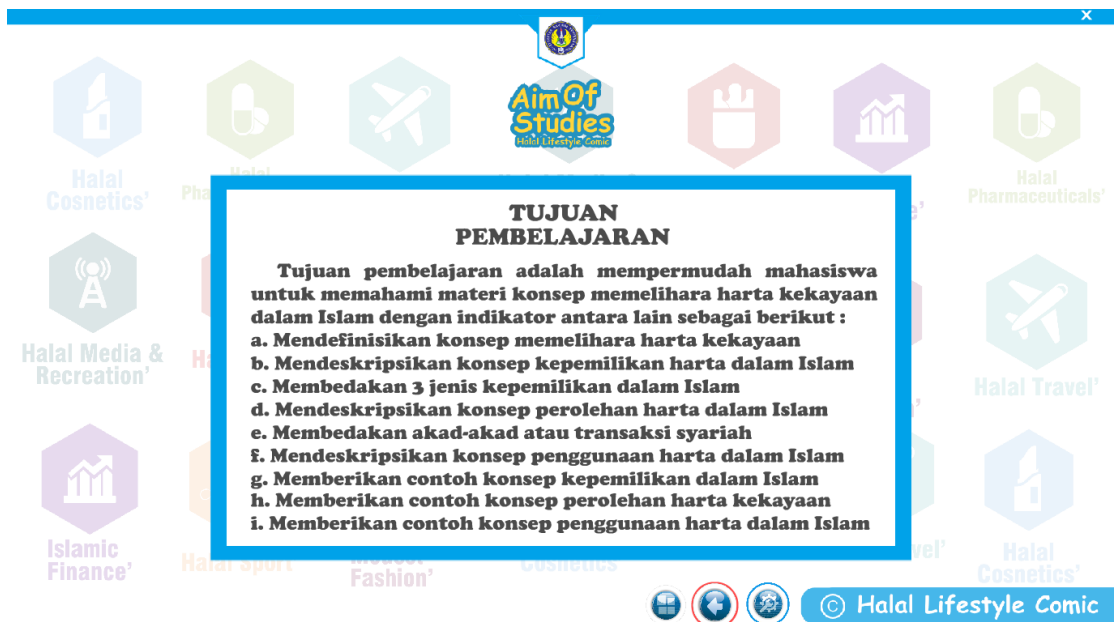 x
Aim Of
Studies
Halal Lifestyle Comic
Halal
Cosnetics'
Halal
Halal
Pharmaceuticals'
TUJUAN
PEMBELAJARAN
Tujuan pembelajaran adalah mempermudah mahasiswa
untuk memahami materi konsep memelihara harta kekayaan
dalam Islam dengan indikator antara lain sebagai berikut :
a. Mendefinisikan konsep memelihara harta kekayaan
b. Mendeskripsikan konsep kepemilikan harta dalam Islam
c. Membedakan 3 jenis kepemilikan dalam Islam
d. Mendeskripsikan konsep perolehan harta dalam Islam
e. Membedakan akad-akad atau transaksi syariah
f. Mendeskripsikan konsep penggunaan harta dalam Islam
g. Memberikan contoh konsep kepemilikan dalam Islam
h. Memberikan contoh konsep perolehan harta kekayaan
i. Memberikan contoh konsep penggunaan harta dalam Islam
Halal Media &
Recreation'
Halal Travel'
Islamic
Finance'
Halal Sport
Fashion'
Cosnetics
Halal
Cosnetics'
© Halal Lifestyle Comic